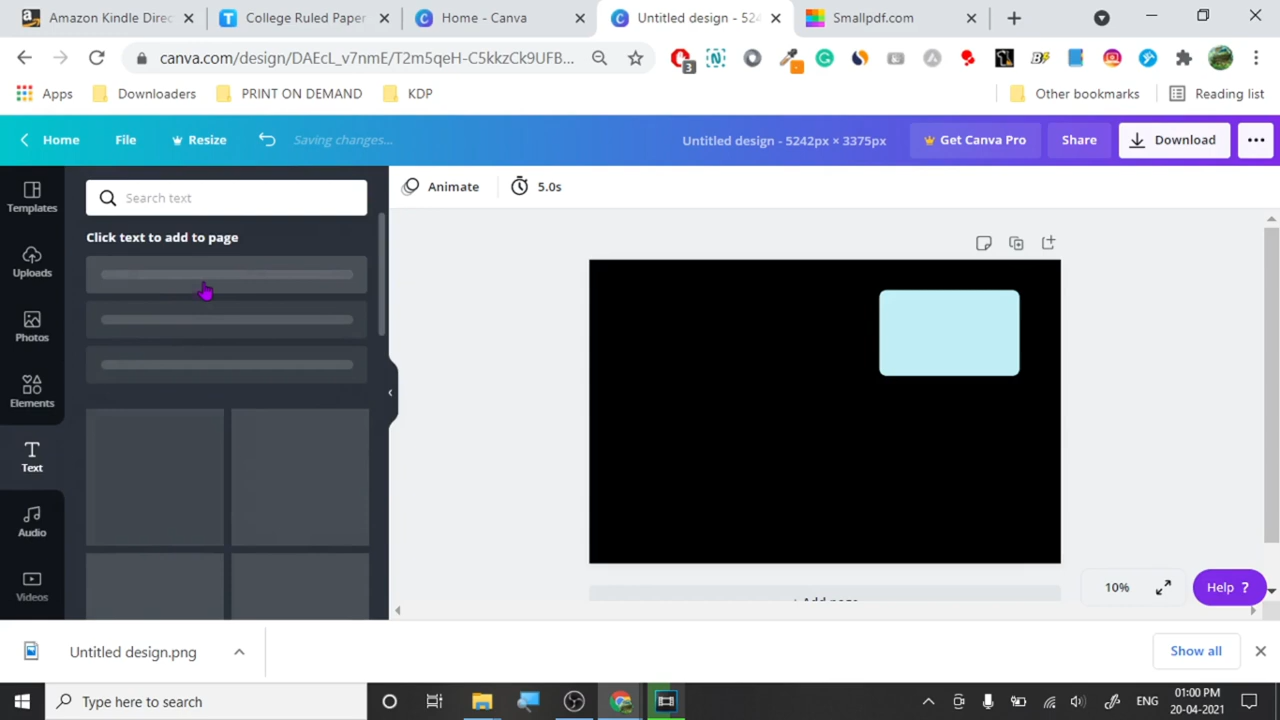 Amazon Kindle Direc
College Ruled Paper
Home - Canva
Untitled design - 524
Smallpdf.com
canva.com/design/DAEcL_v7nmE/T2m5qeH-C5kkzCk9UFB...
3
Apps
Downloaders
PRINT ON DEMAND
KDP
Other bookmarks
Reading list
Home
File
Resize
Saving changes...
Untitled design - 5242px × 3375px
Get Canva Pro
Share
Download
Templates
Search text
Animate
5.0s
Click text to add to page
Uploads
Photos
Elements
Text
Audio
Videos
+ Add page
10%
Help ?
Untitled design.png
Show all
Type here to search
ENG
01:00 PM
20-04-2021